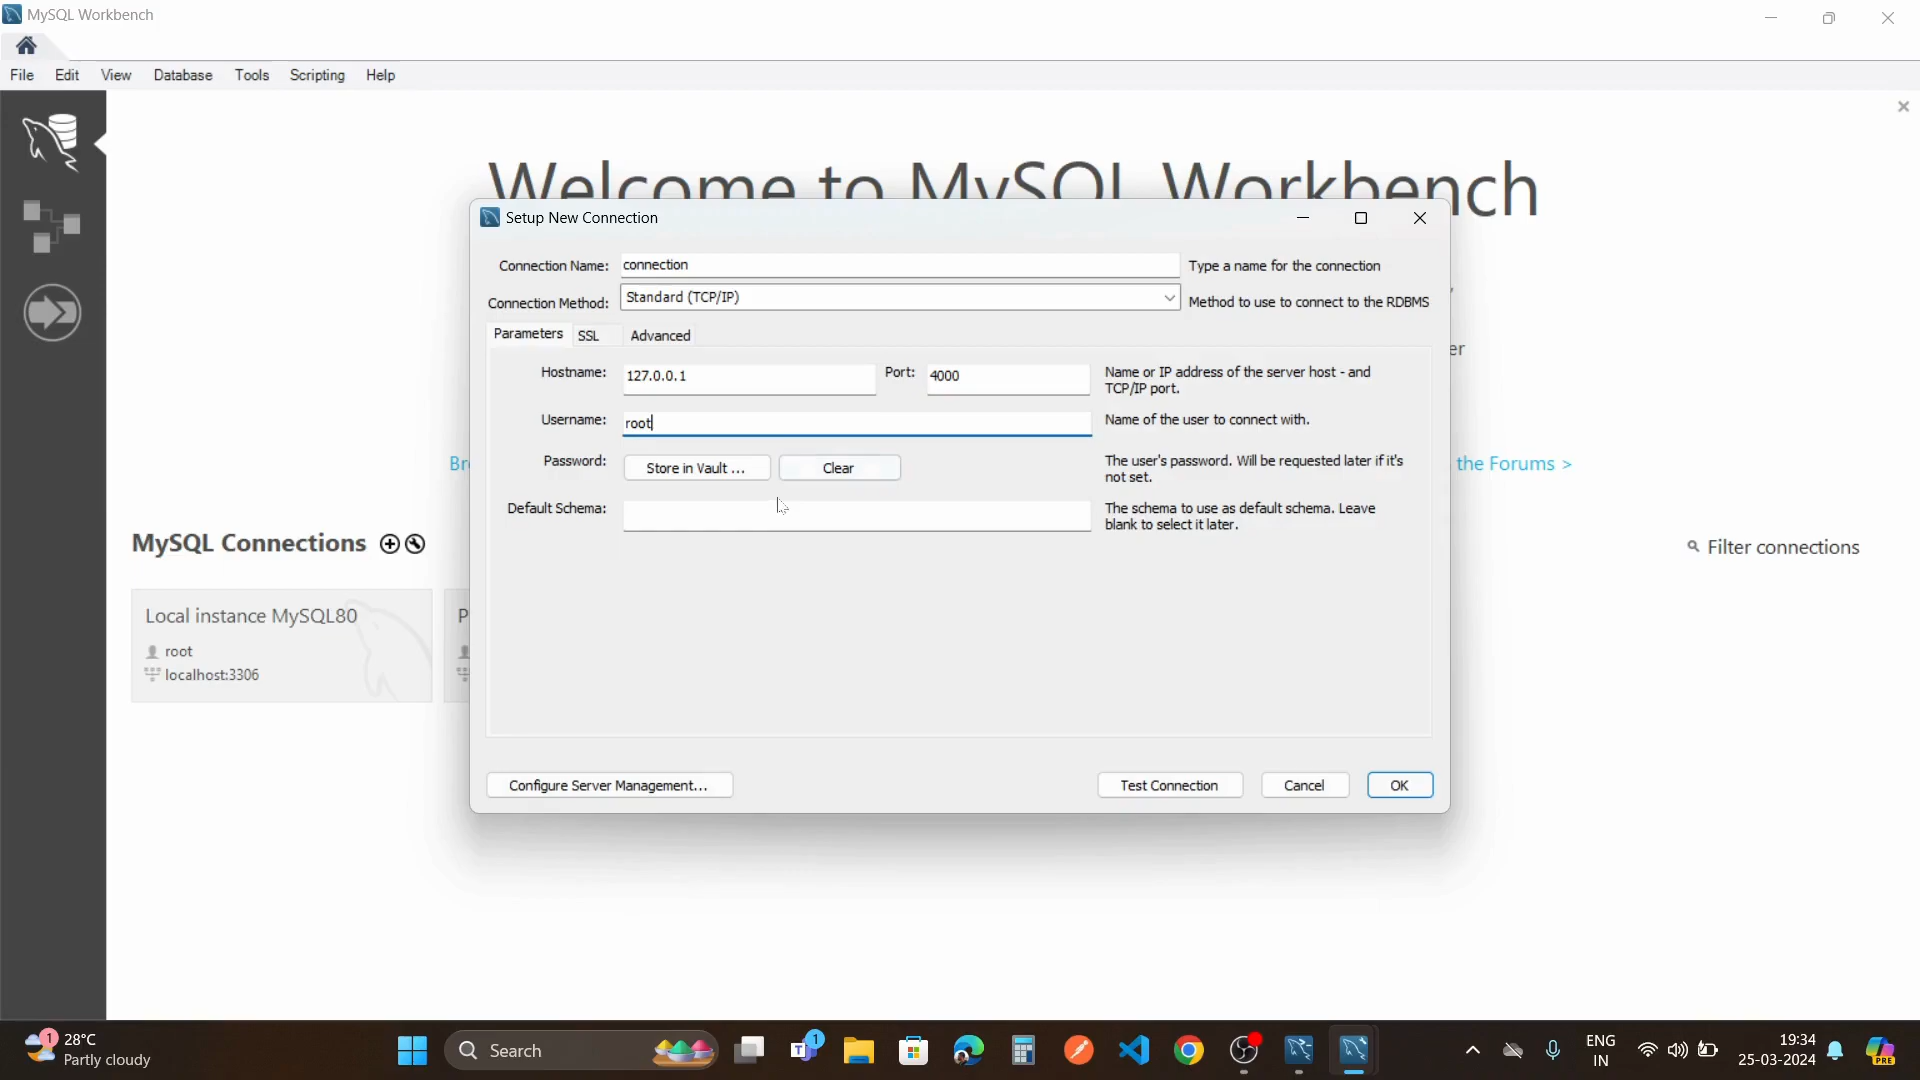 MySQL Workbench
File Edit View Database Tools Scripting Help
Welcome to MySQL Workbench
Setup New Connection
Connection Name: connection Type a name for the connection
Connection Method: Standard (TCP/IP) Method to use to connect to the RDBMS
Parameters SSL Advanced
er
Hostname: 127.0.0.1 Port: 4000 Name or IP address of the server host - and
TCP/IP port.
Username: root Name of the user to connect with.
Password: Store in Vault ... Clear The user's password. Will be requested later if it's
not set.
Br
the Forums >
Default Schema: The schema to use as default schema. Leave
blank to select it later.
MySQL Connections
Filter connections
Local instance MySQL80
P
root
localhost:3306
Configure Server Management... Test Connection Cancel OK
1
28°C
Partly cloudy
Search
1
ENG
IN
19:34
25-03-2024
PRE